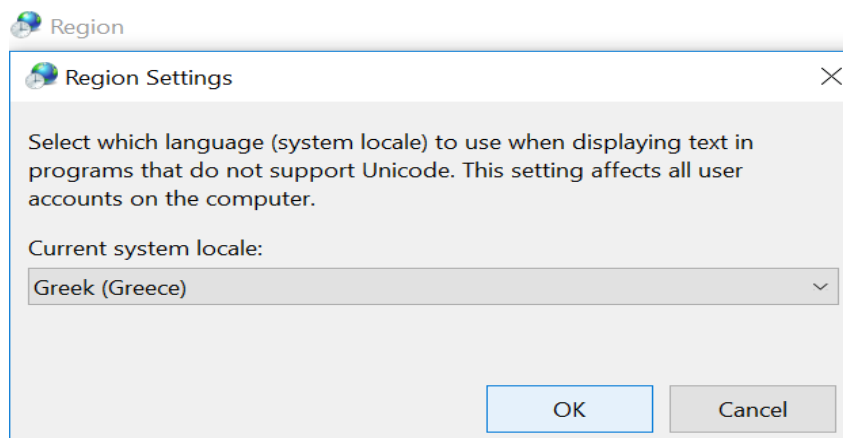 Region
Region Settings
Select which language (system locale) to use when displaying text in
programs that do not support Unicode. This setting affects all user
accounts on the computer.
Current system locale:
Greek (Greece)
OK Cancel